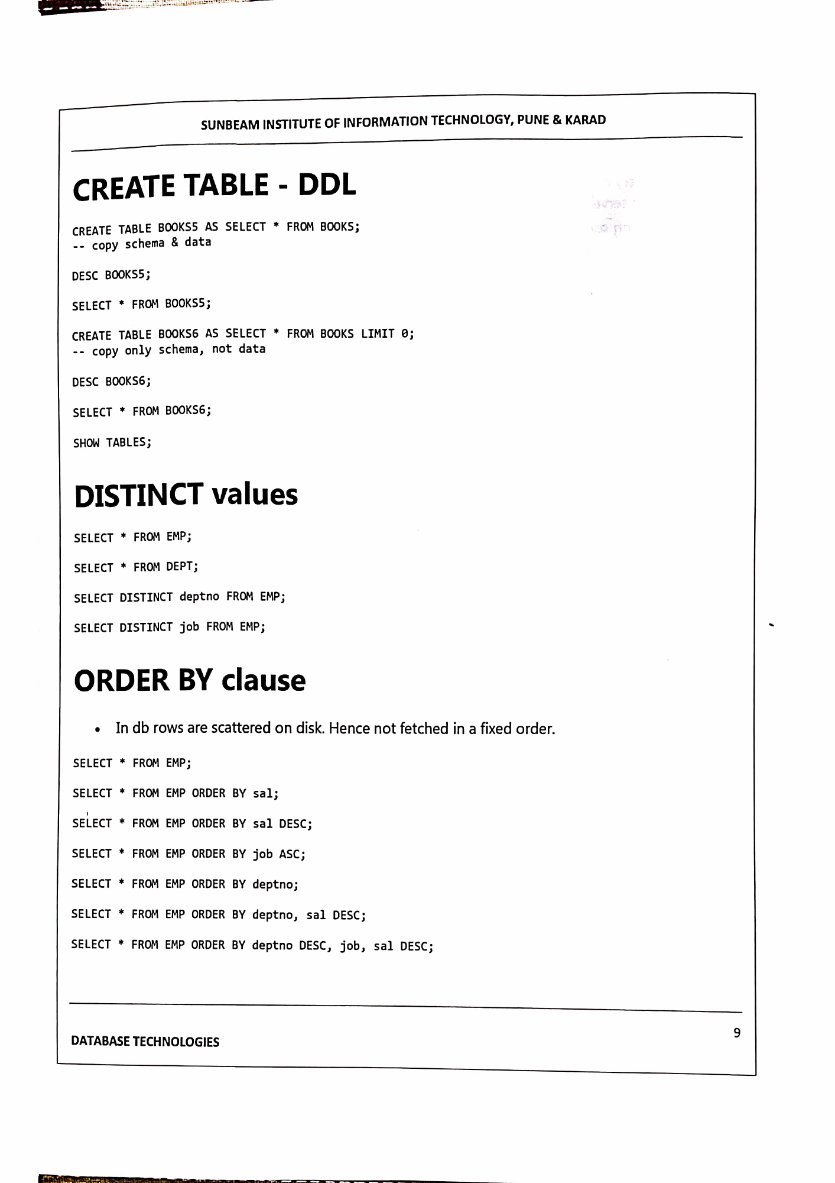 SUNBEAM INSTITUTE OF INFORMATION TECHNOLOGY, PUNE & KARAD
CREATE TABLE - DDL
CREATE TABLE BOOKS5 AS SELECT * FROM BOOKS;
-- copy schema & data
DESC BOOKS5;
SELECT * FROM BOOKS5;
CREATE TABLE BOOKS6 AS SELECT * FROM BOOKS LIMIT 0;
-- copy only schema, not data
DESC BOOKS6;
SELECT * FROM BOOKS6;
SHOW TABLES;
DISTINCT values
SELECT * FROM EMP;
SELECT * FROM DEPT;
SELECT DISTINCT deptno FROM EMP;
SELECT DISTINCT job FROM EMP;
ORDER BY clause
• In db rows are scattered on disk. Hence not fetched in a fixed order.
SELECT * FROM EMP;
SELECT * FROM EMP ORDER BY sal;
SELECT * FROM EMP ORDER BY sal DESC;
SELECT * FROM EMP ORDER BY job ASC;
SELECT * FROM EMP ORDER BY deptno;
SELECT * FROM EMP ORDER BY deptno, sal DESC;
SELECT * FROM EMP ORDER BY deptno DESC, job, sal DESC;
DATABASE TECHNOLOGIES
9